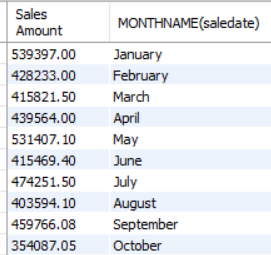 Sales
Amount MONTHNAME(saledate)
539397.00 January
428233.00 February
415821.50 March
439564.00 April
531407.10 May
415469.40 June
474251.50 July
403594.10 August
459766.08 September
354087.05 October